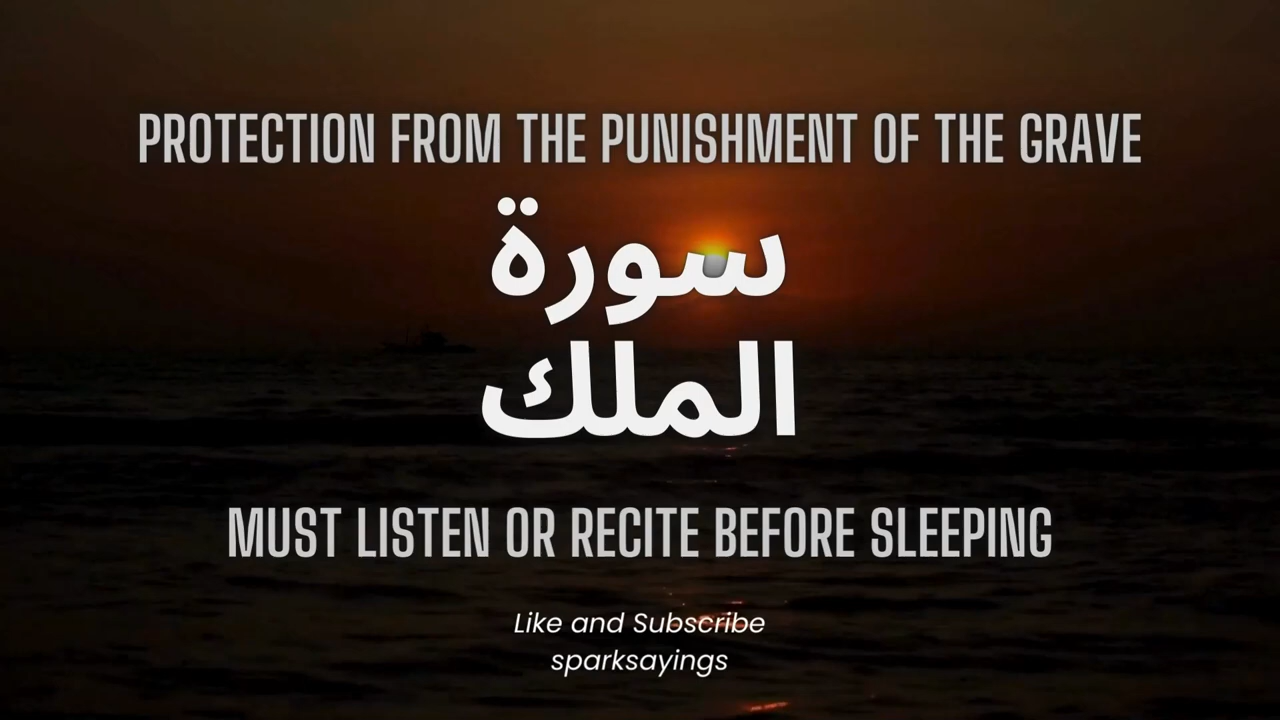 PROTECTION FROM THE PUNISHMENT OF THE GRAVE
سورة
الملك
MUST LISTEN OR RECITE BEFORE SLEEPING
Like and Subscribe
sparksayings